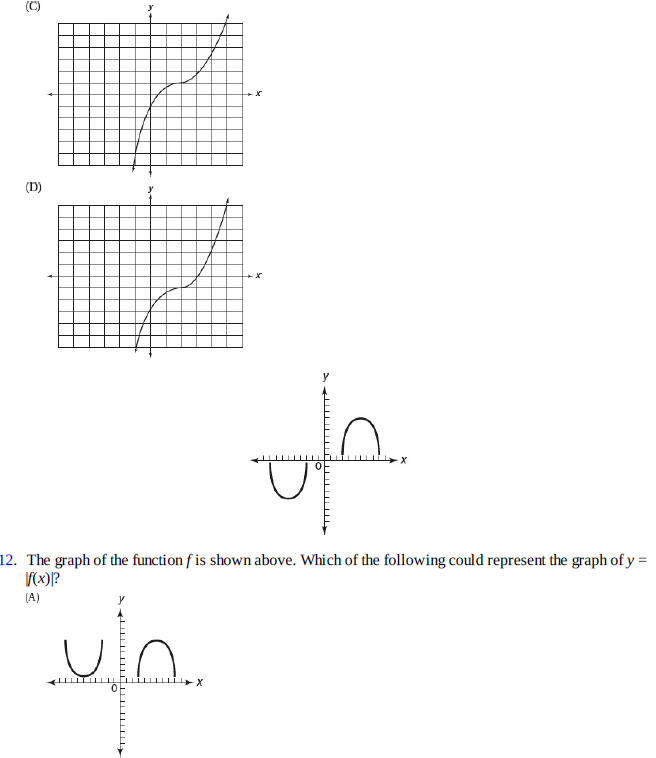 (C)
y
x
(D)
y
x
y
x
0
12. The graph of the function f is shown above. Which of the following could represent the graph of y =
|f(x)|?
(A)
y
x
0